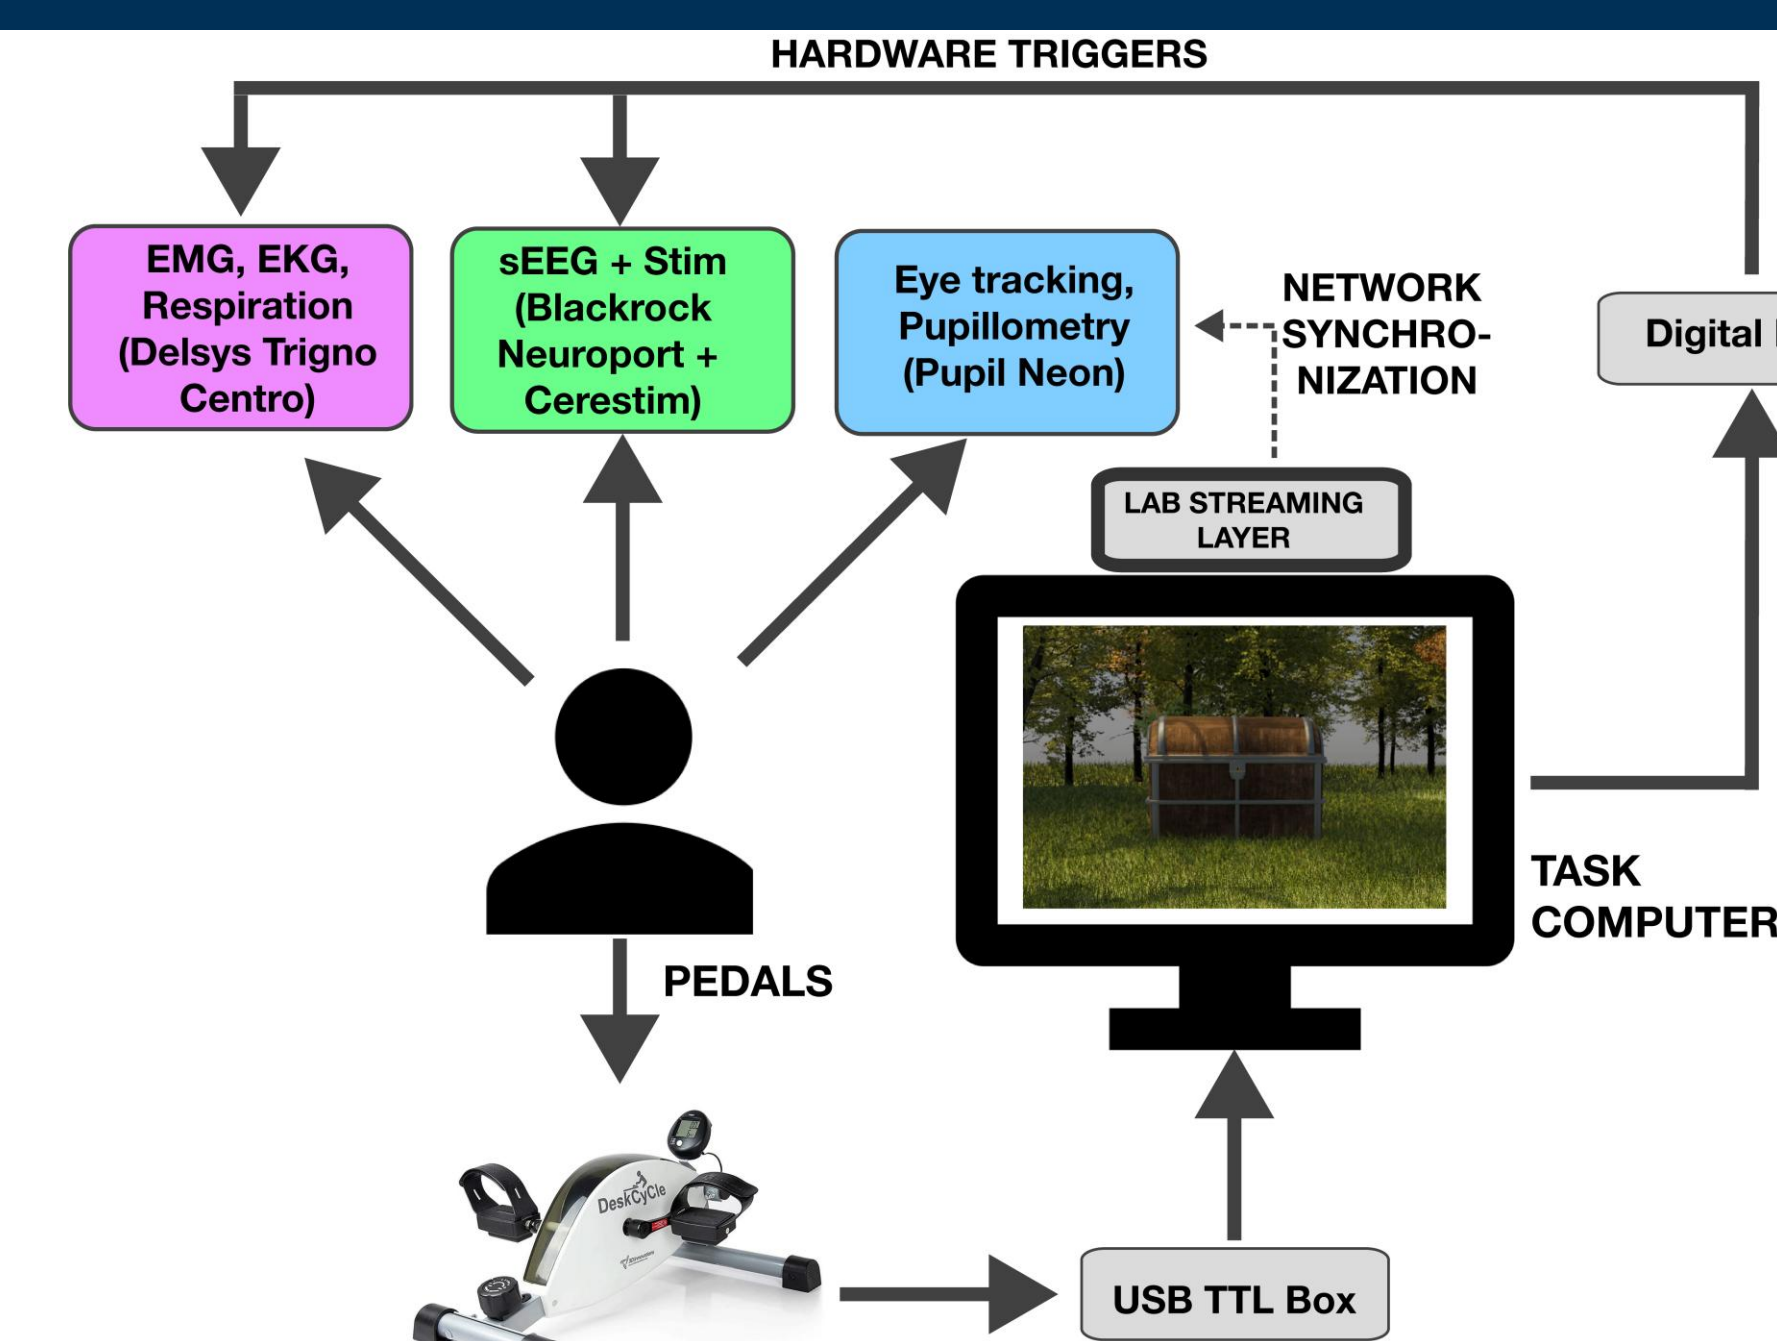 HARDWARE TRIGGERS
EMG, EKG,
Respiration
(Delsys Trigno
Centro)
sEEG + Stim
(Blackrock
Neuroport +
Cerestim)
Eye tracking,
Pupillometry
(Pupil Neon)
NETWORK
SYNCHRO-
NIZATION
Digital
LAB STREAMING
LAYER
TASK
COMPUTER
PEDALS
DeskCycle
USB TTL Box